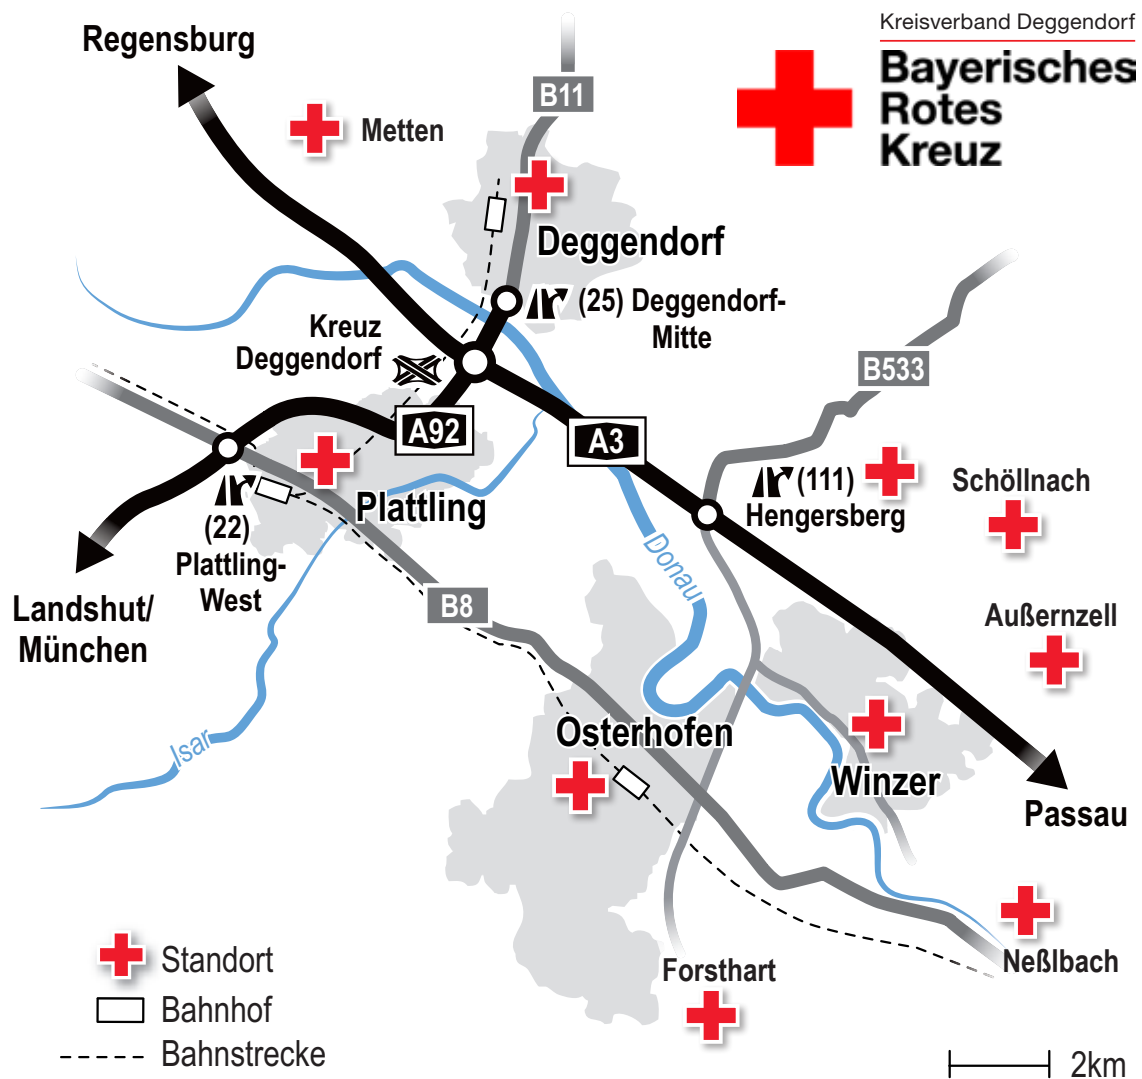 Kreisverband Deggendorf
Bayerisches
Rotes
Kreuz
Regensburg
B11
Metten
Deggendorf
(25) Deggendorf-
Mitte
Kreuz
Deggendorf
B533
A92
A3
(111)
Hengersberg
Schöllnach
Plattling
(22)
Plattling-
West
Donau
Landshut/
München
B8
Außernzell
Isar
Osterhofen
Winzer
Passau
Neßlbach
Forsthart
Standort
Bahnhof
Bahnstrecke
2km